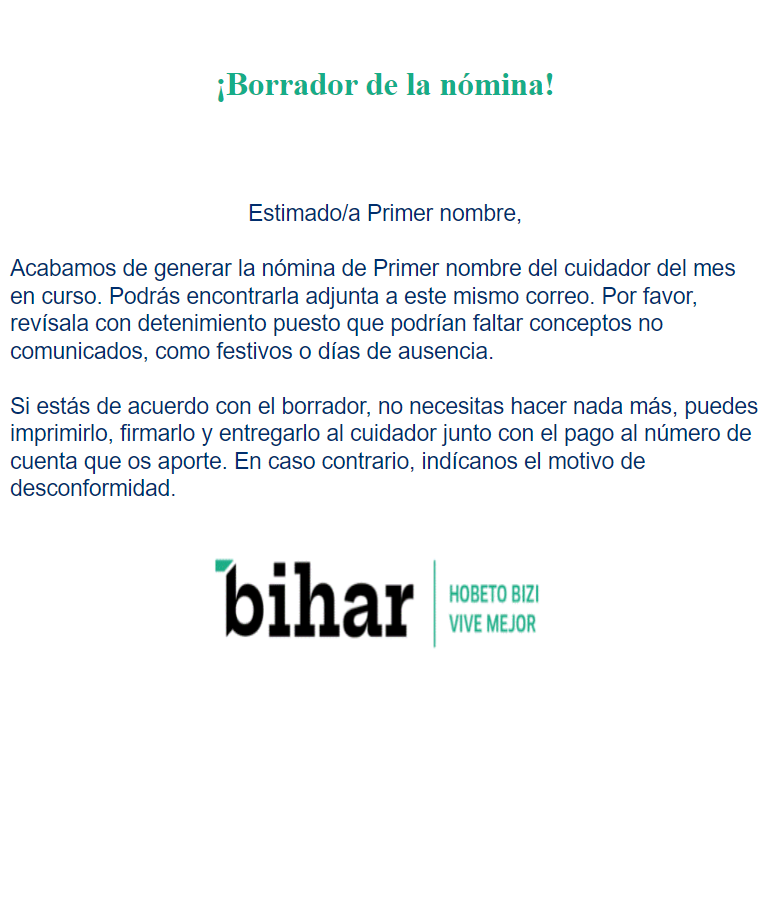 ¡Borrador de la nómina!
Estimado/a Primer nombre,
Acabamos de generar la nómina de Primer nombre del cuidador del mes
en curso. Podrás encontrarla adjunta a este mismo correo. Por favor,
revísala con detenimiento puesto que podrían faltar conceptos no
comunicados, como festivos o días de ausencia.
Si estás de acuerdo con el borrador, no necesitas hacer nada más, puedes
imprimirlo, firmarlo y entregarlo al cuidador junto con el pago al número de
cuenta que os aporte. En caso contrario, indícanos el motivo de
desconformidad.
bihar
HOBETO BIZI
VIVE MEJOR